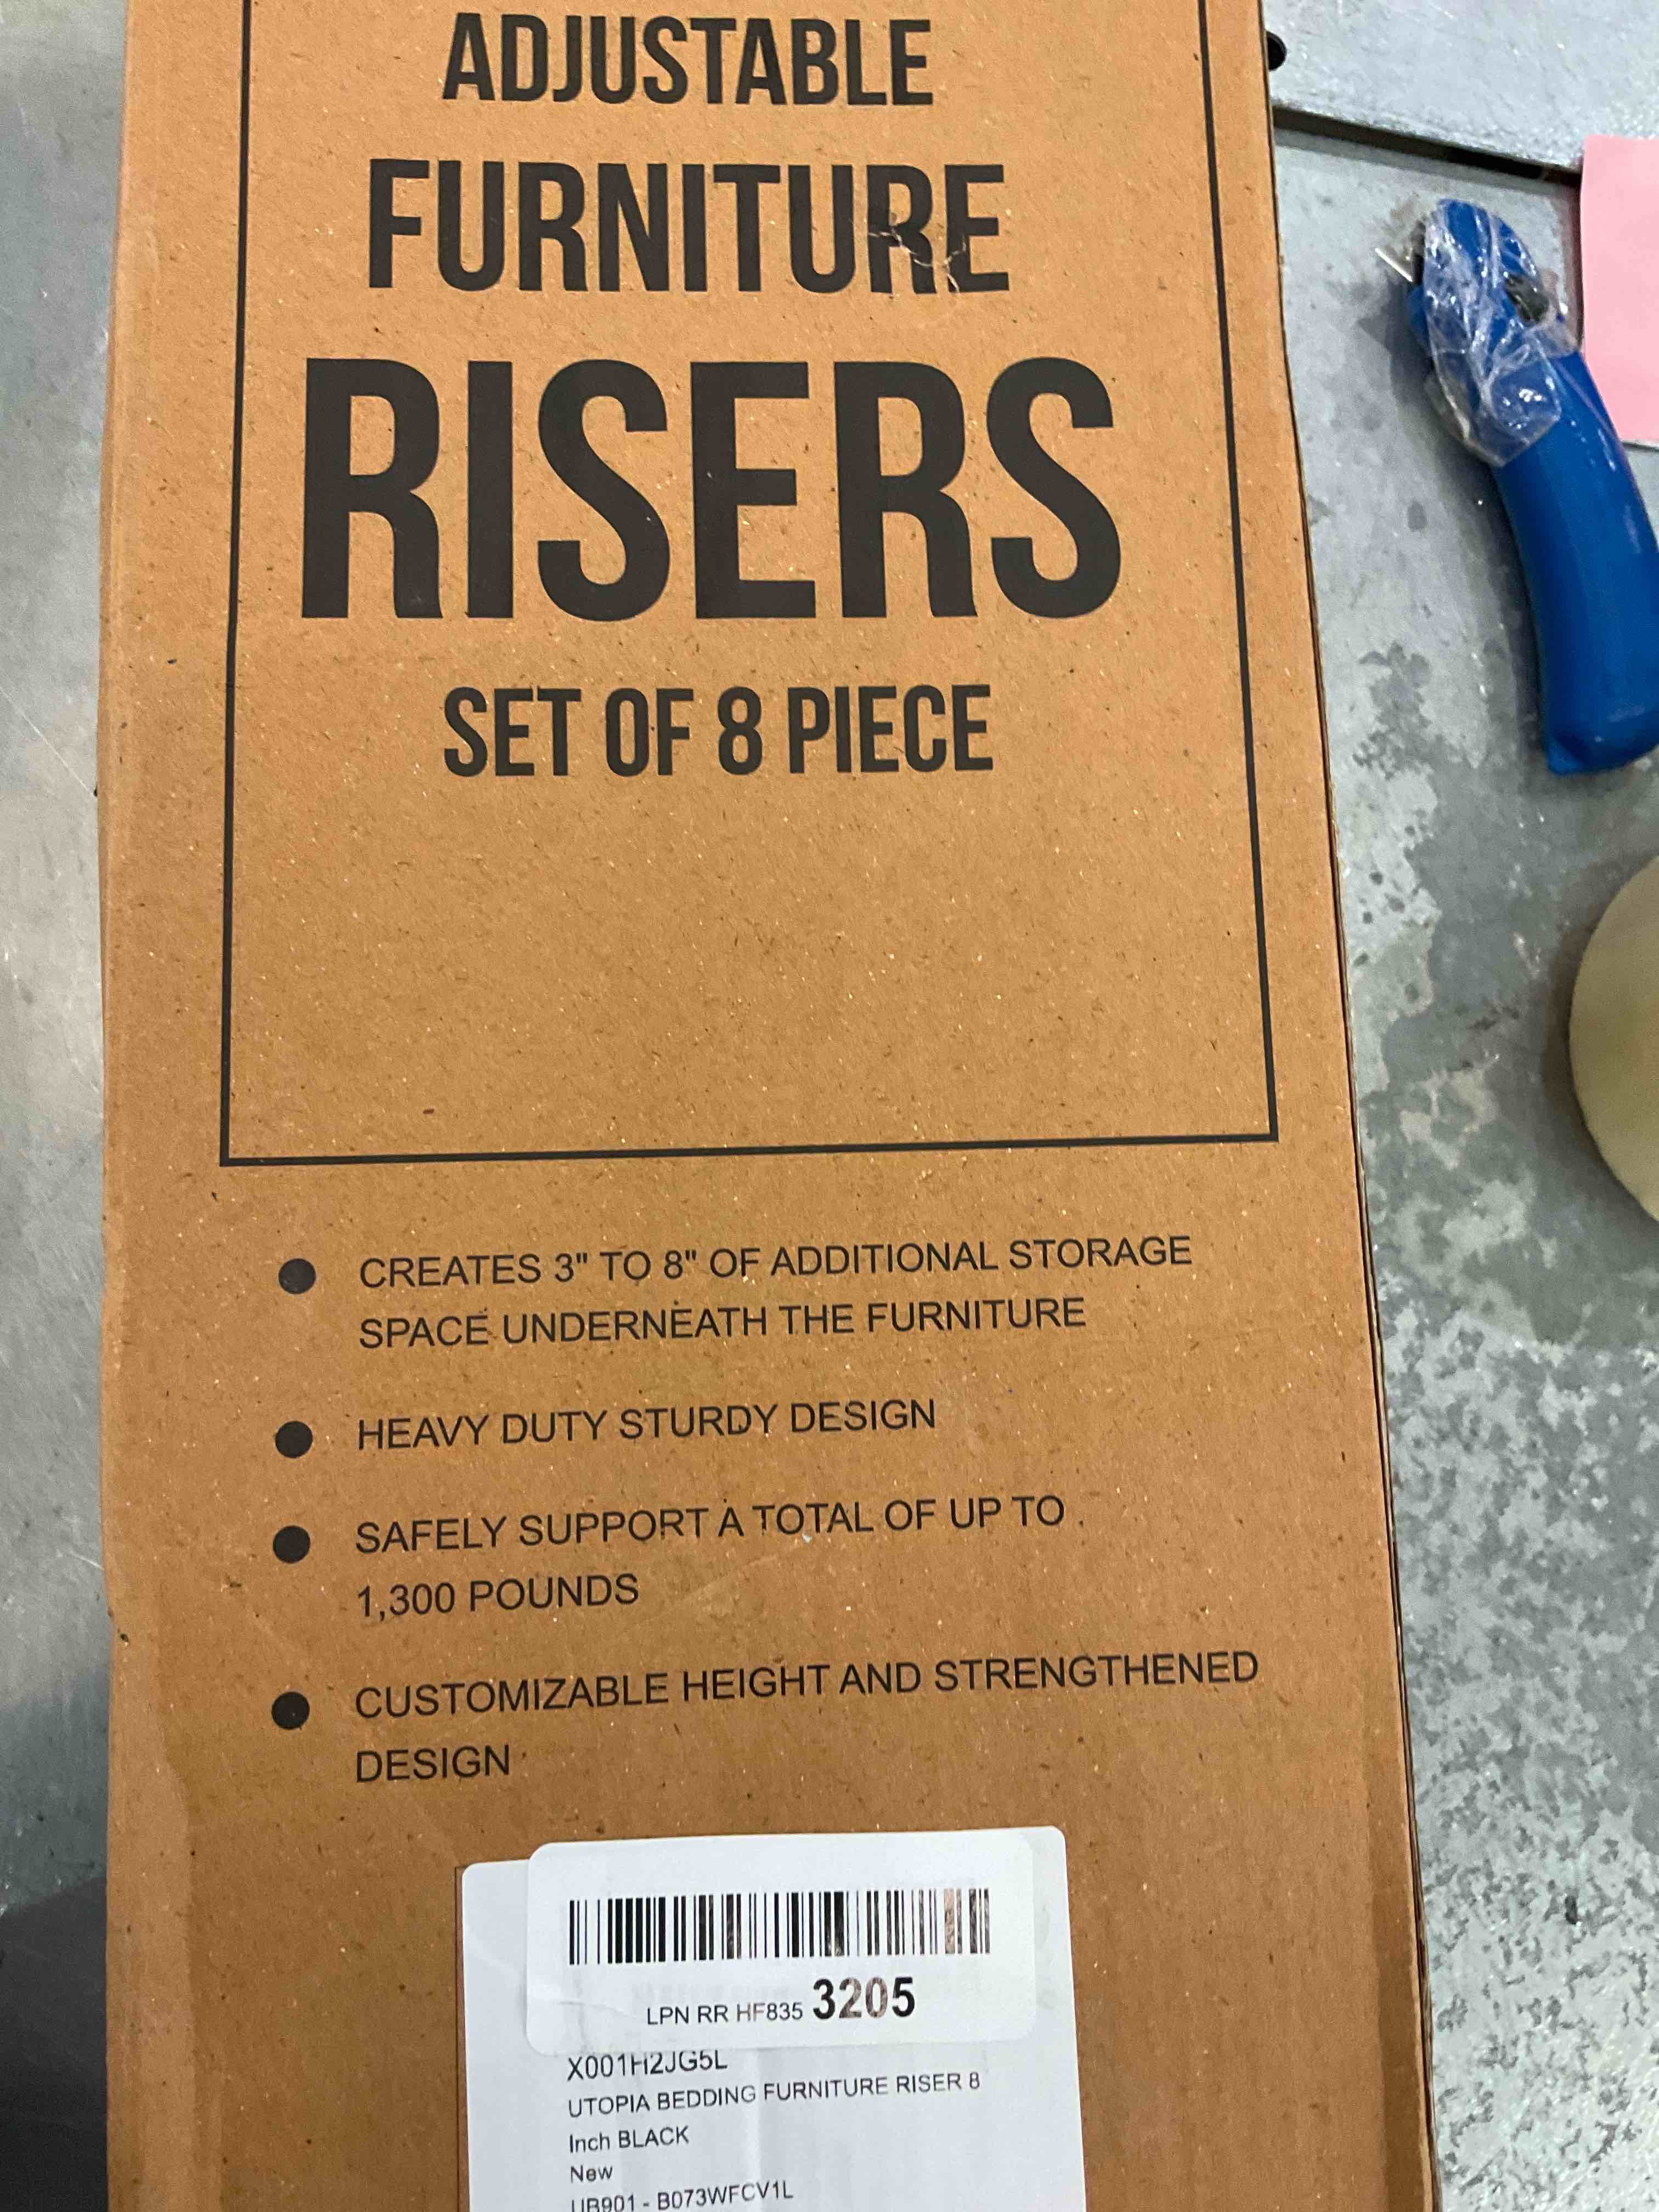 ADJUSTABLE
FURNITURE
RISERS
SET OF 8 PIECE
CREATES 3" TO 8" OF ADDITIONAL STORAGE
SPACE UNDERNEATH THE FURNITURE
HEAVY DUTY STURDY DESIGN
SAFELY SUPPORT A TOTAL OF UP TO
1,300 POUNDS
CUSTOMIZABLE HEIGHT AND STRENGTHENED
DESIGN
LPN RR HF835 3205
X001H2JG5L
UTOPIA BEDDING FURNITURE RISER 8
Inch BLACK
New
UB901 - B073WFCV1L